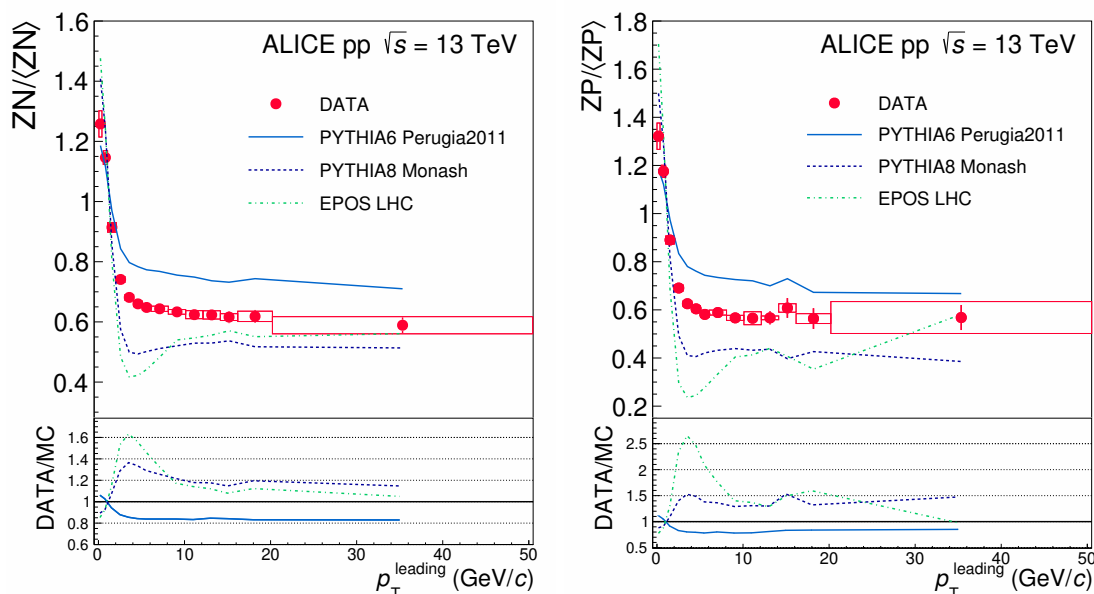 ZN/⟨ZN⟩
1.6
1.4
1.2
1
0.8
0.6
0.4
ALICE pp √s = 13 TeV
DATA
PYTHIA6 Perugia2011
PYTHIA8 Monash
EPOS LHC
DATA/MC
1.6
1.4
1.2
1
0.8
0.6
0 10 20 30 40 50
p_T^leading (GeV/c)
ZP/⟨ZP⟩
1.8
1.6
1.4
1.2
1
0.8
0.6
0.4
0.2
ALICE pp √s = 13 TeV
DATA
PYTHIA6 Perugia2011
PYTHIA8 Monash
EPOS LHC
DATA/MC
2.5
2
1.5
1
0.5
0 10 20 30 40 50
p_T^leading (GeV/c)